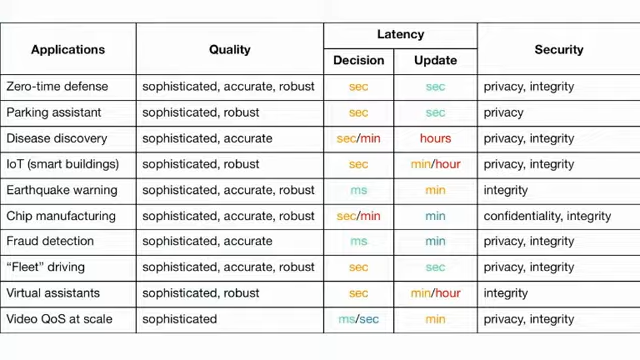 Applications Quality Latency Security
Decision Update
Zero-time defense sophisticated, accurate, robust sec sec privacy, integrity
Parking assistant sophisticated, robust sec sec privacy
Disease discovery sophisticated, accurate sec/min hours privacy, integrity
IoT (smart buildings) sophisticated, robust sec min/hour privacy, integrity
Earthquake warning sophisticated, accurate, robust ms min integrity
Chip manufacturing sophisticated, accurate, robust sec/min min confidentiality, integrity
Fraud detection sophisticated, accurate ms min privacy, integrity
“Fleet” driving sophisticated, accurate, robust sec sec privacy, integrity
Virtual assistants sophisticated, robust sec min/hour integrity
Video QoS at scale sophisticated ms/sec min privacy, integrity